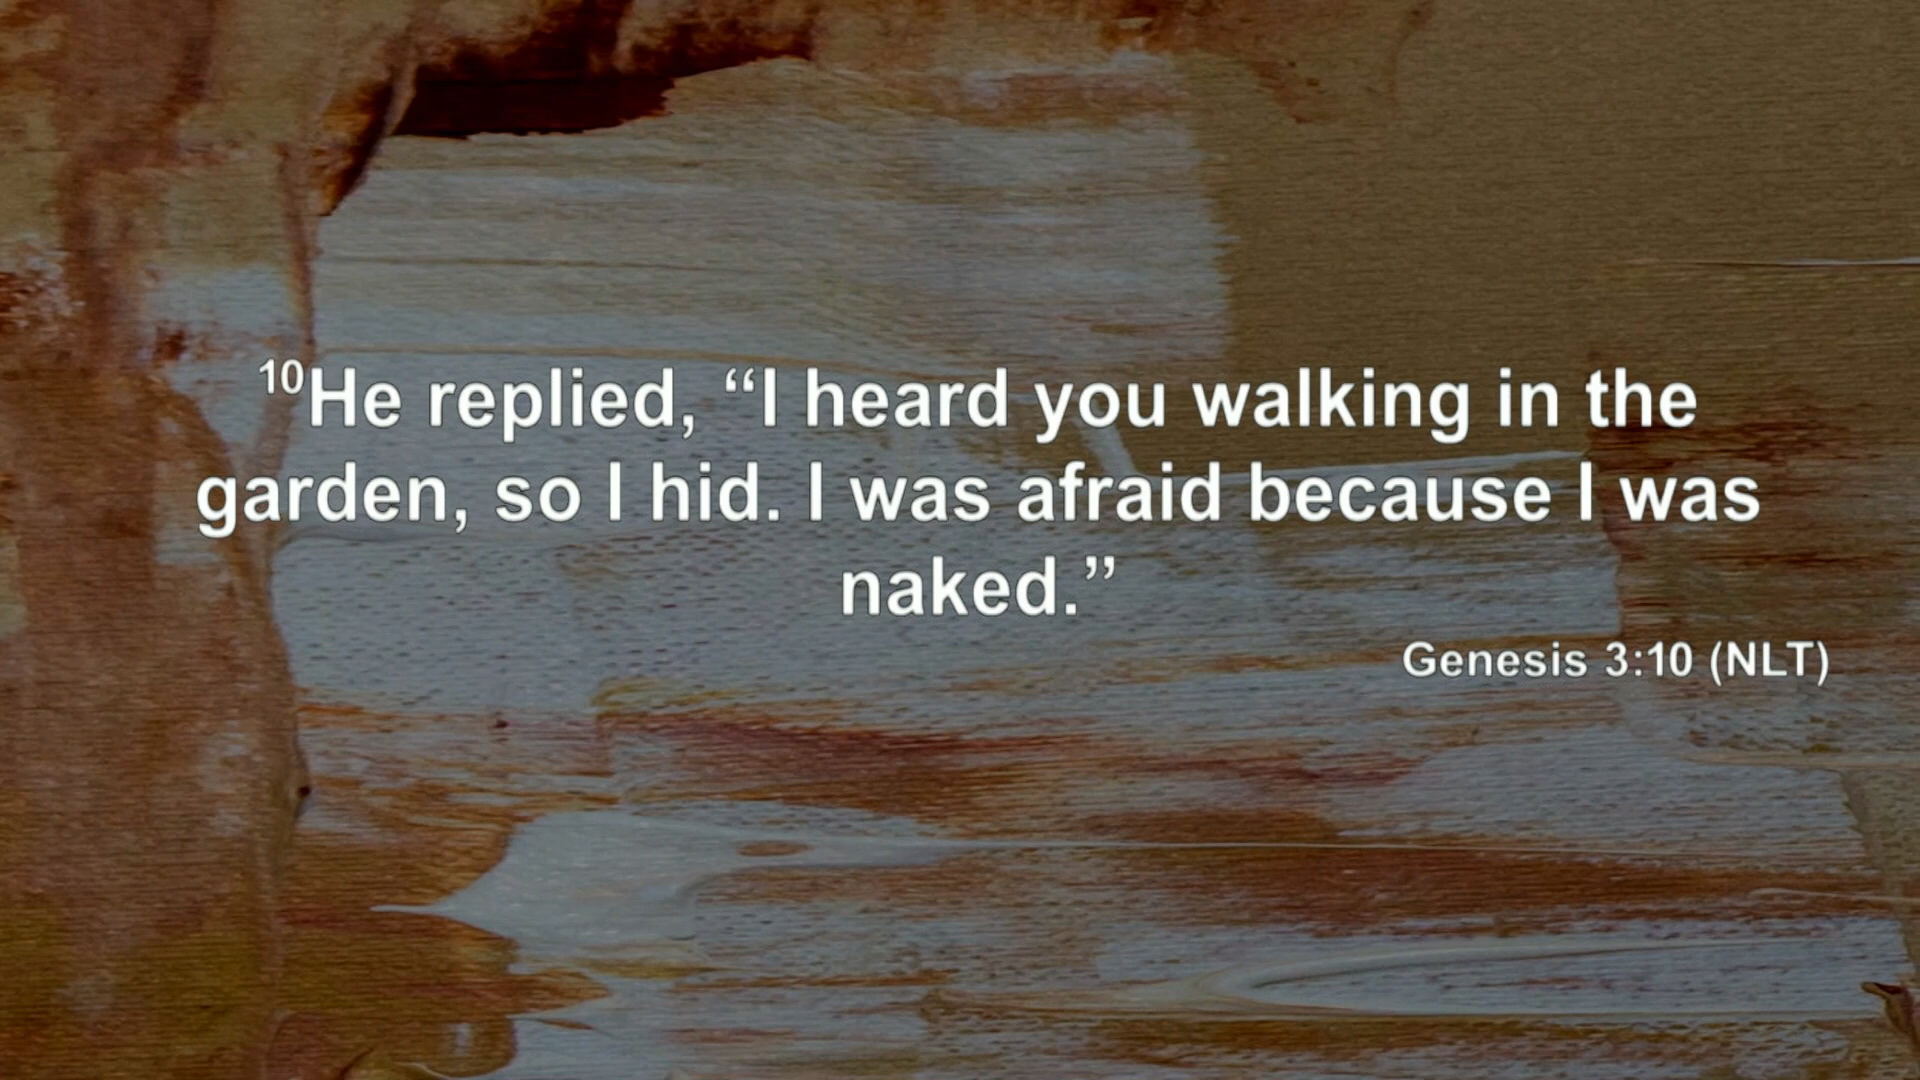 10He replied, “I heard you walking in the
garden, so I hid. I was afraid because I was
naked.”
Genesis 3:10 (NLT)